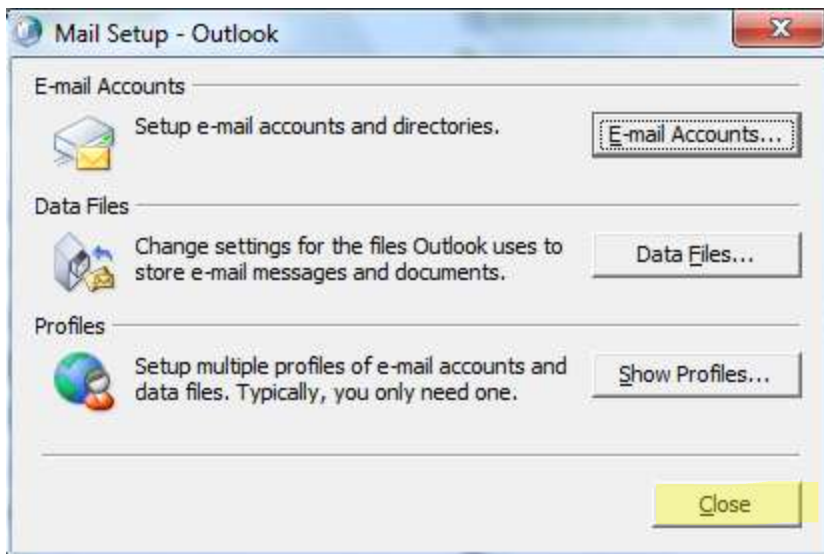 Mail Setup - Outlook
E-mail Accounts
Setup e-mail accounts and directories.
E-mail Accounts...
Data Files
Change settings for the files Outlook uses to
store e-mail messages and documents.
Data Files...
Profiles
Setup multiple profiles of e-mail accounts and
data files. Typically, you only need one.
Show Profiles...
Close